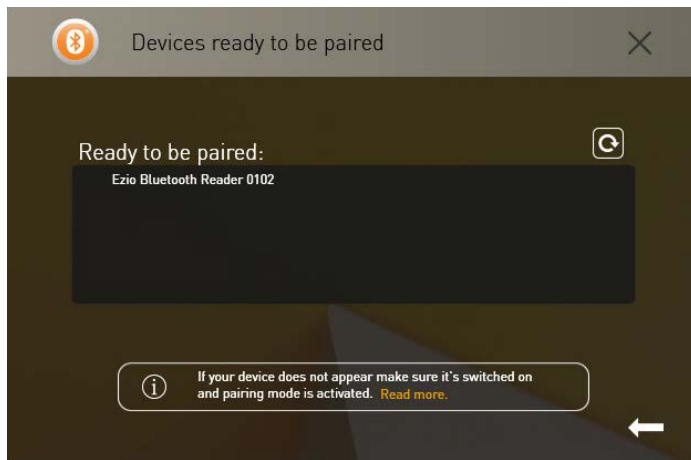 Devices ready to be paired
Ready to be paired:
Ezio Bluetooth Reader 0102
If your device does not appear make sure it's switched on
and pairing mode is activated. Read more.